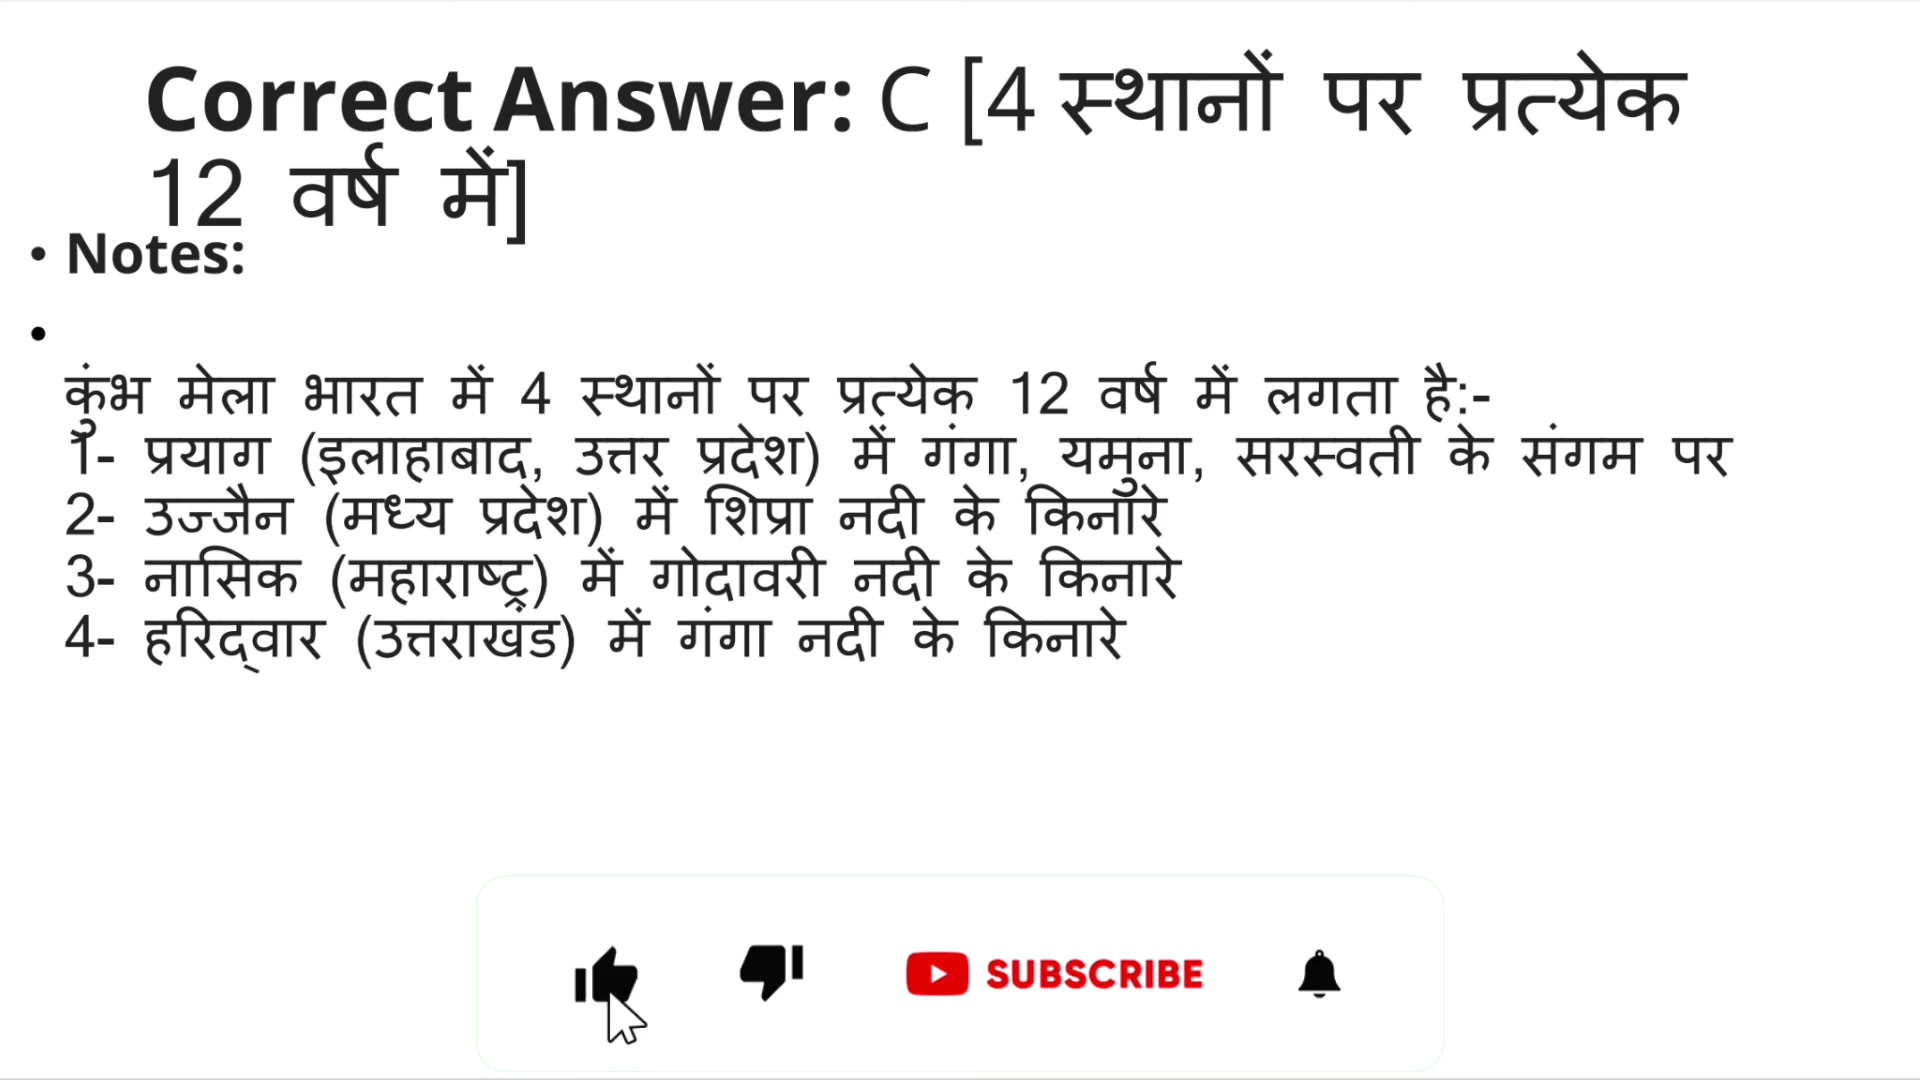 Correct Answer: C [4 स्थानों पर प्रत्येक
12 वर्ष में]
• Notes:
•
कुंभ मेला भारत में 4 स्थानों पर प्रत्येक 12 वर्ष में लगता है:-
1- प्रयाग (इलाहाबाद, उत्तर प्रदेश) में गंगा, यमुना, सरस्वती के संगम पर
2- उज्जैन (मध्य प्रदेश) में शिप्रा नदी के किनारे
3- नासिक (महाराष्ट्र) में गोदावरी नदी के किनारे
4- हरिद्वार (उत्तराखंड) में गंगा नदी के किनारे
SUBSCRIBE